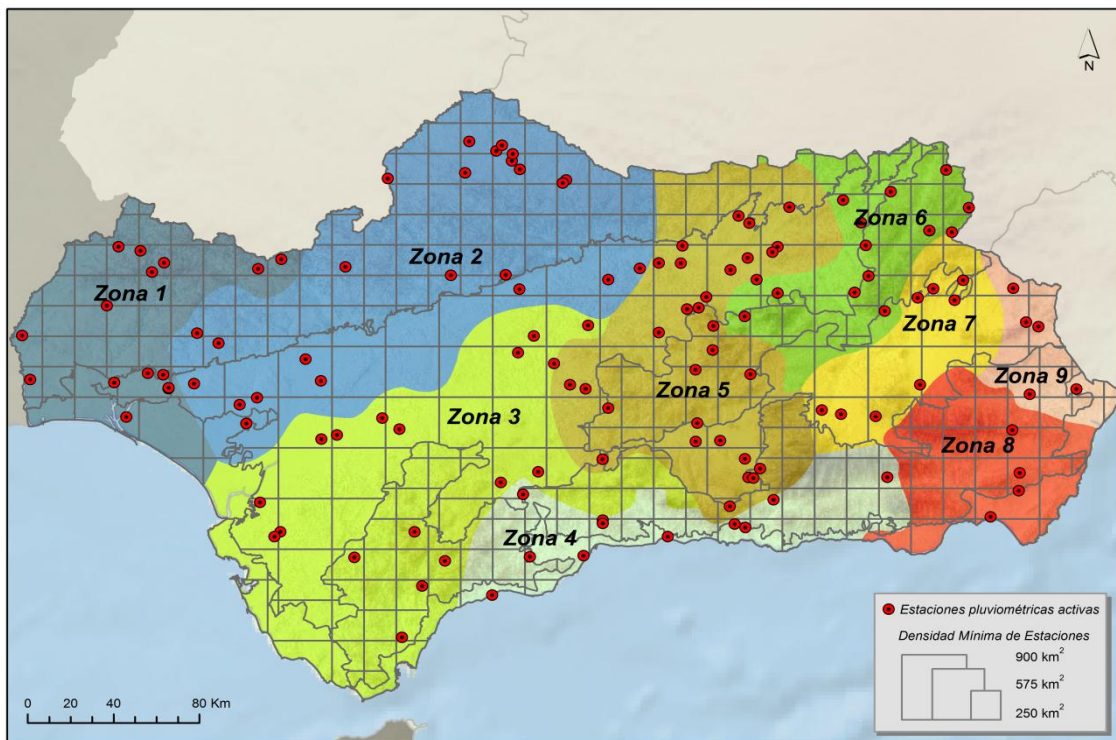 N
Zona 6
Zona 2
Zona 1
Zona 7
Zona 9
Zona 3
Zona 5
Zona 8
Zona 4
Estaciones pluviométricas activas
Densidad Mínima de Estaciones
900 km²
575 km²
250 km²
0 20 40 80 Km